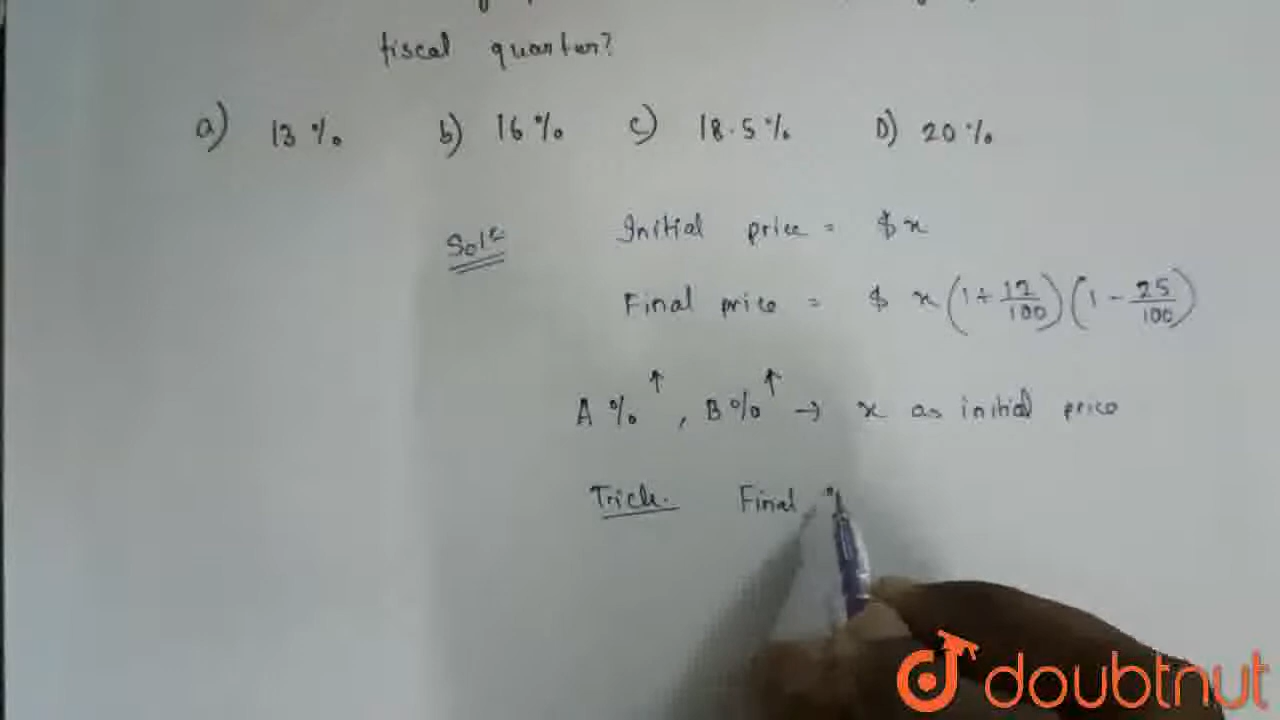 fiscal quarter?
a) 13% b) 16% c) 18.5% D) 20%
Soln Initial price = $x
Final price = $ x(1+12/100)(1-25/100)
A%↑, B%↑ → x as initial price
Trick. Final
doubtnut